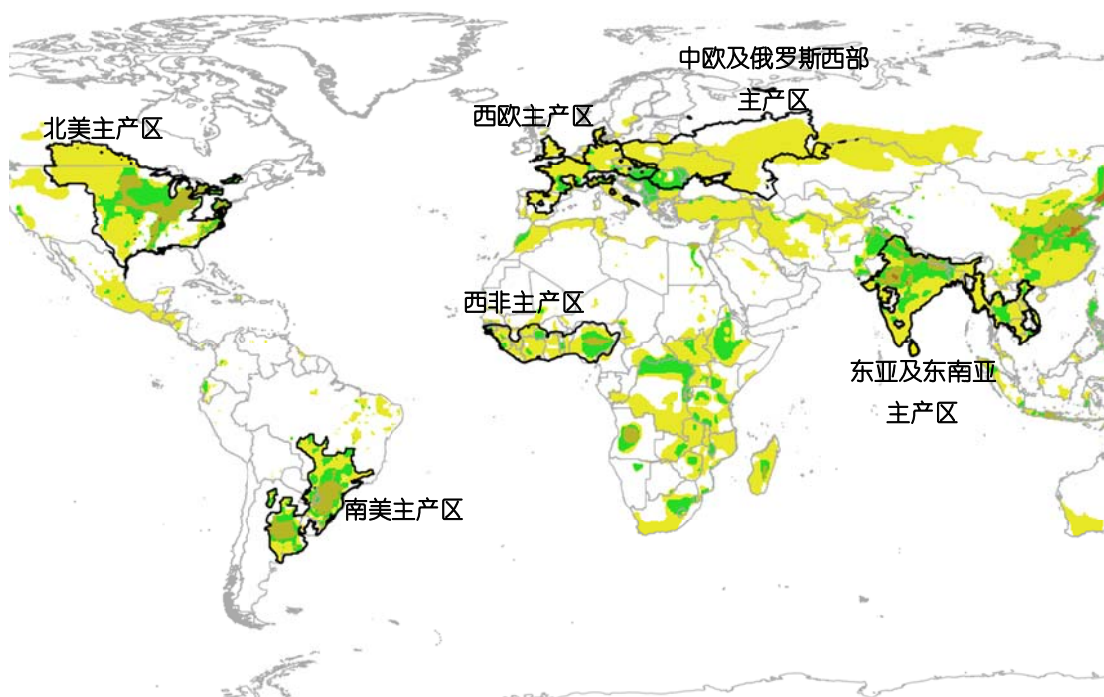 中欧及俄罗斯西部
主产区
西欧主产区
北美主产区
西非主产区
东亚及东南亚
主产区
南美主产区